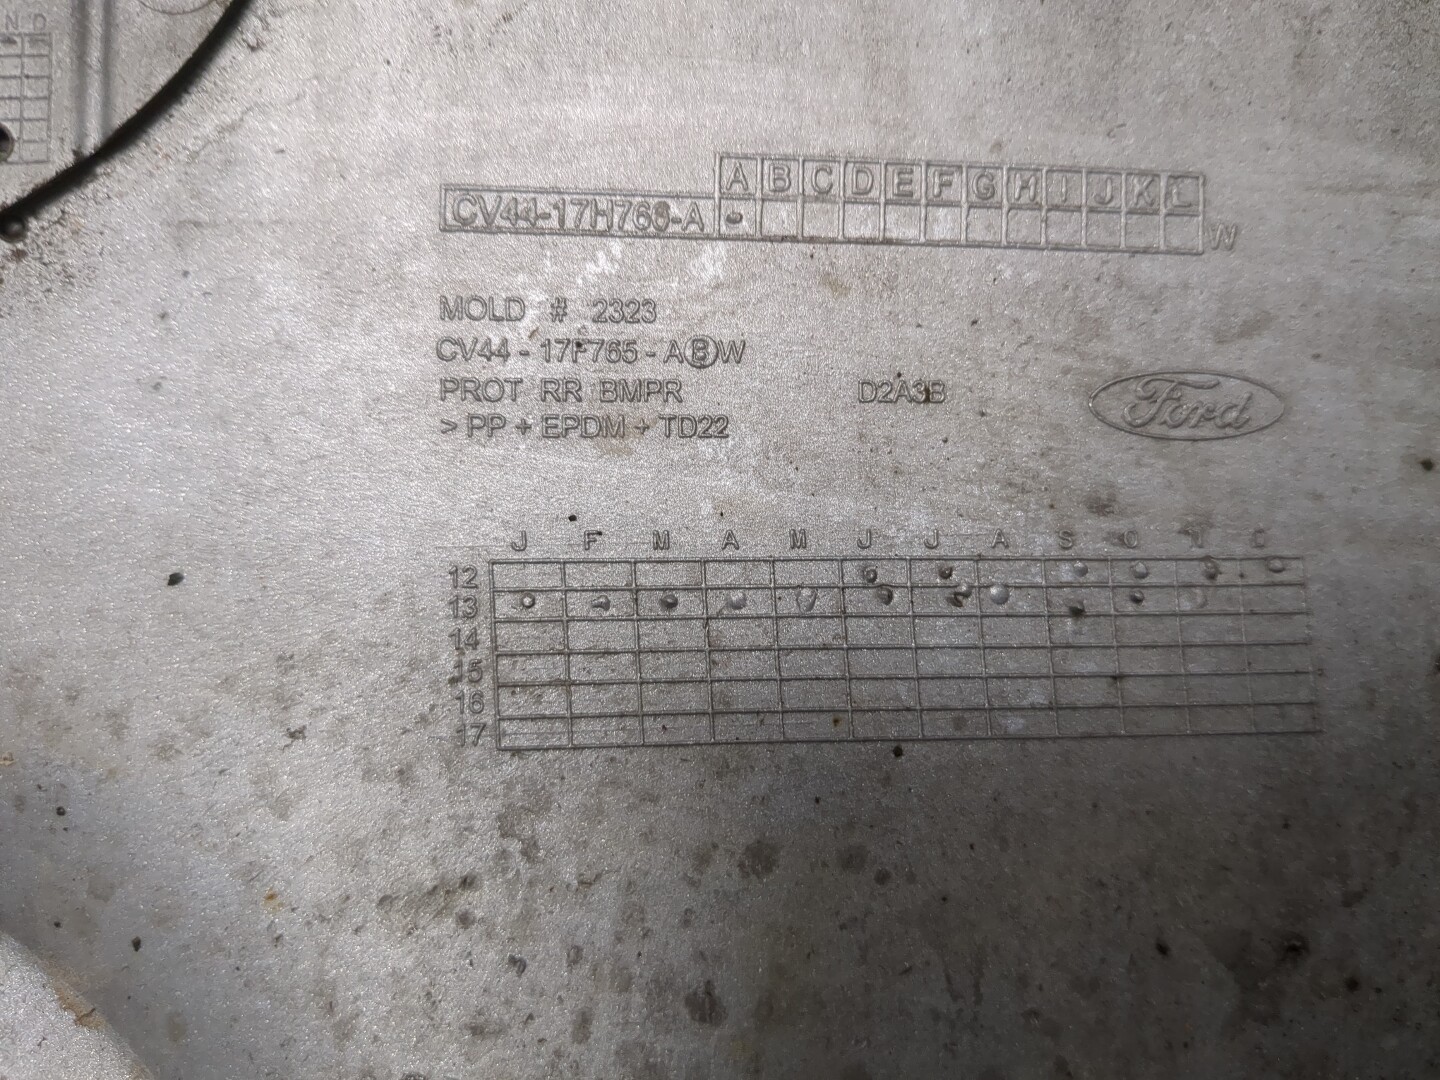 N D
A B C D E F G H I J K L
CV44-17H766-A W
MOLD # 2323
CV44 - 17F765 - A B W
PROT RR BMPR D2A3B
> PP + EPDM + TD22
Ford
J F M A M J J A S O N D
12
13
14
15
16
17